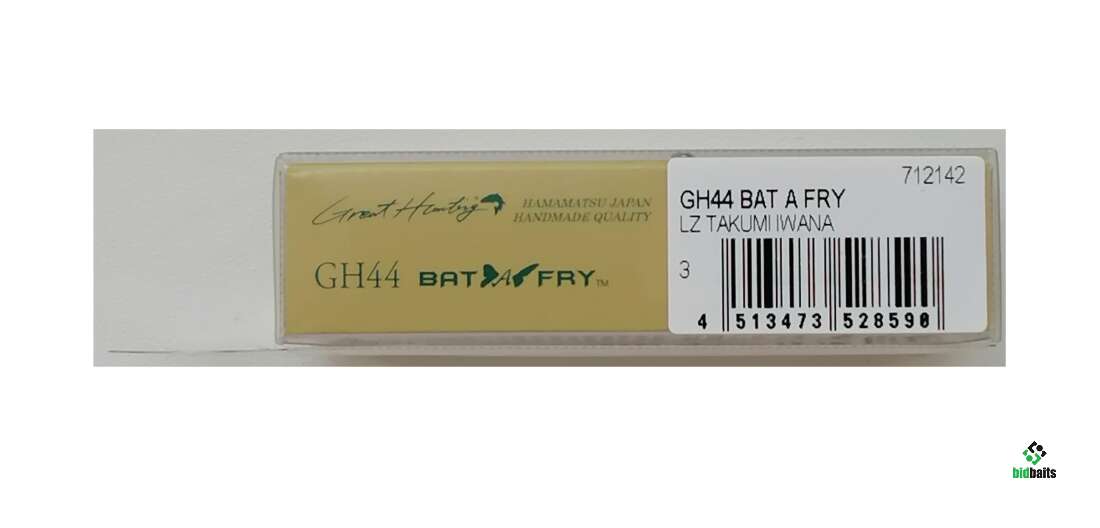 Great Hunting
HAMAMATSU JAPAN
HANDMADE QUALITY
GH44 BAT A FRY™
712142
GH44 BAT A FRY
LZ TAKUMI IWANA
3
4 513473 528590
bidbaits